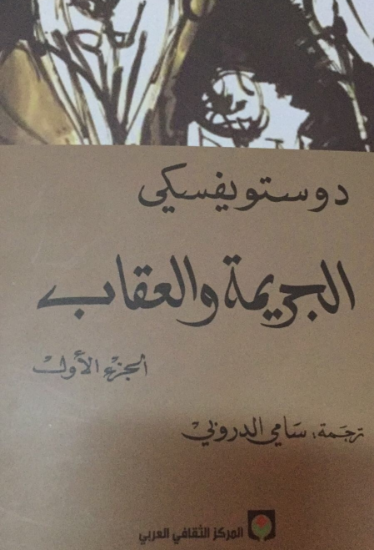 دوستويفسكي
الجريمة والعقاب
الجزء الأول
ترجمة: سامي الدروبي
المركز الثقافي العربي